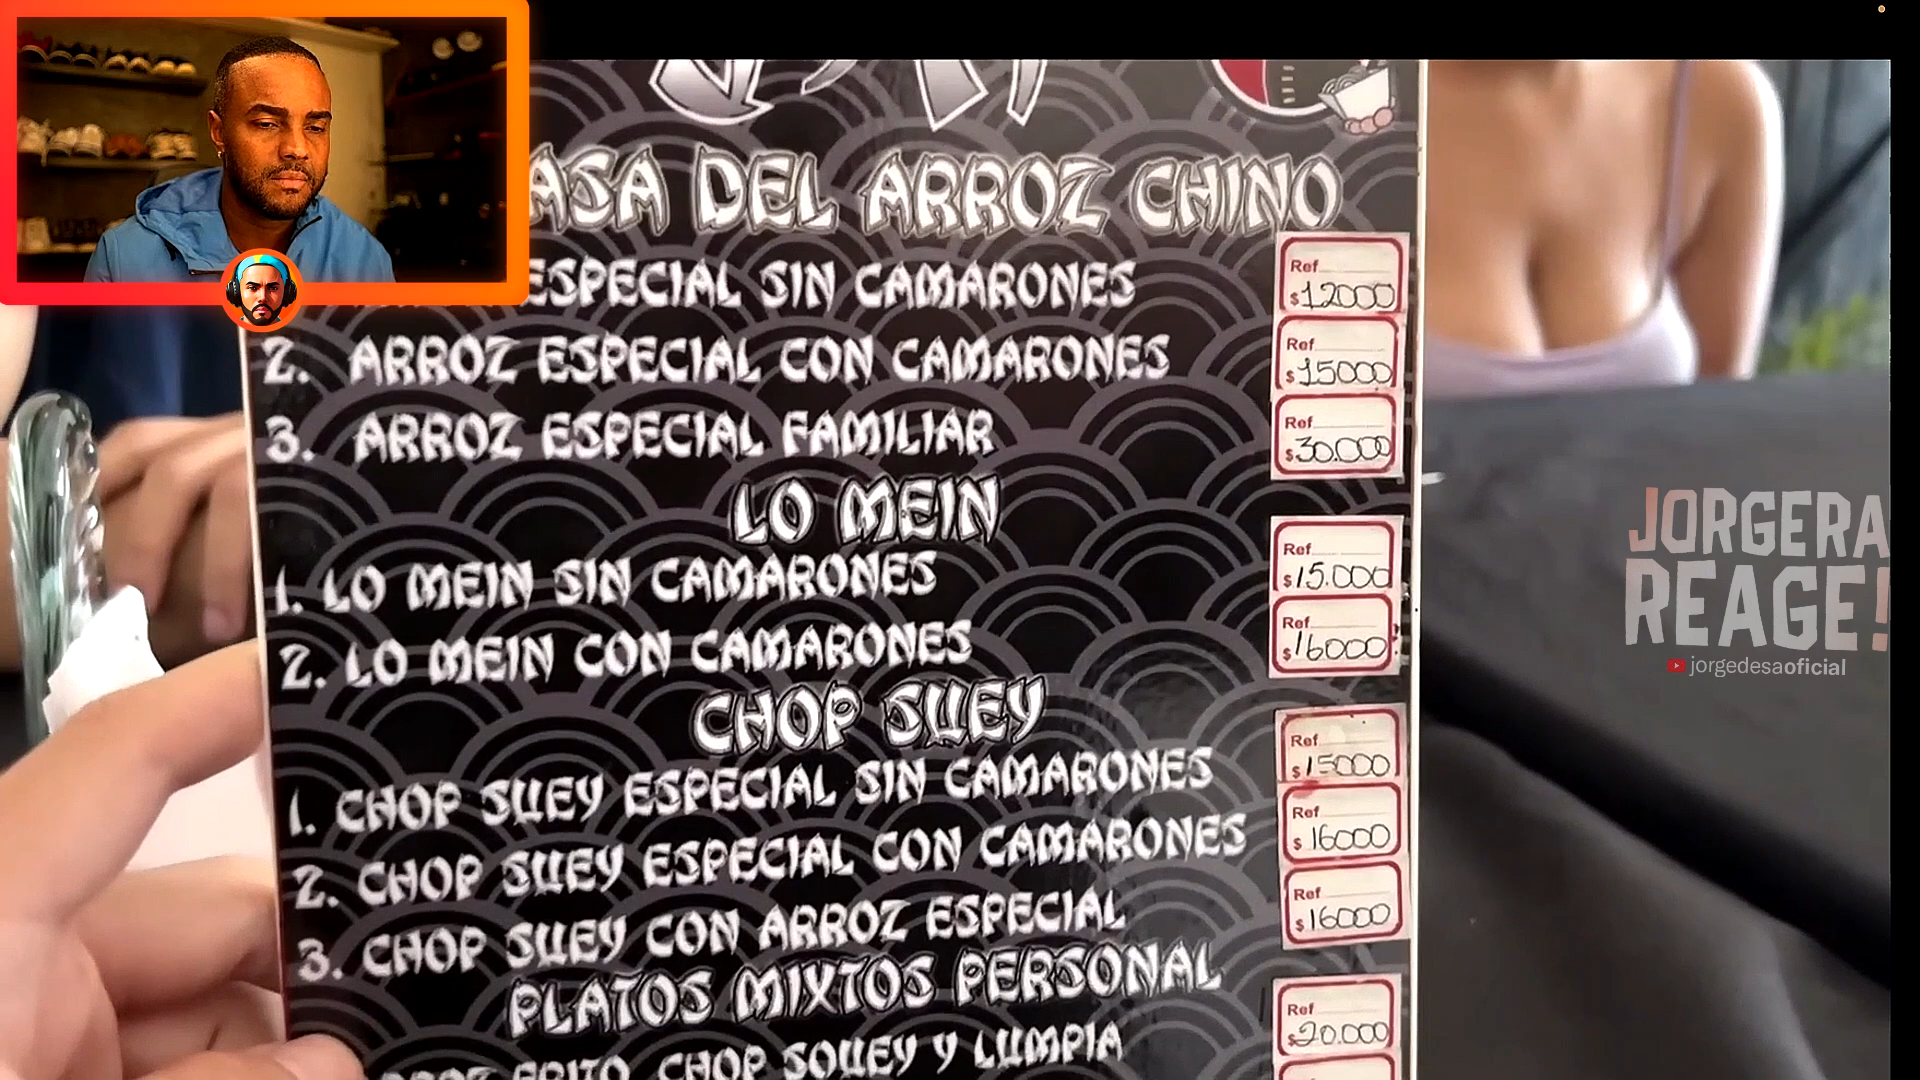 ASA DEL ARROZ CHINO
ESPECIAL SIN CAMARONES
Ref
$12000
2. ARROZ ESPECIAL CON CAMARONES
Ref
$15000
3. ARROZ ESPECIAL FAMILIAR
Ref
$30.000
LO MEIN
1. LO MEIN SIN CAMARONES
Ref
$15.000
2. LO MEIN CON CAMARONES
Ref
$16000
CHOP SUEY
1. CHOP SUEY ESPECIAL SIN CAMARONES
Ref
$15000
2. CHOP SUEY ESPECIAL CON CAMARONES
Ref
$16000
3. CHOP SUEY CON ARROZ ESPECIAL
Ref
$16000
PLATOS MIXTOS PERSONAL
CHOP SOUEY Y LUMPIA
Ref
$20.000
JORGERA
REAGE!
jorgedesaoficial